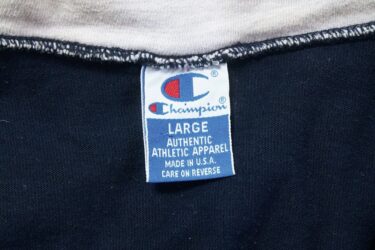 Champion
LARGE
AUTHENTIC
ATHLETIC APPAREL
MADE IN U.S.A.
CARE ON REVERSE